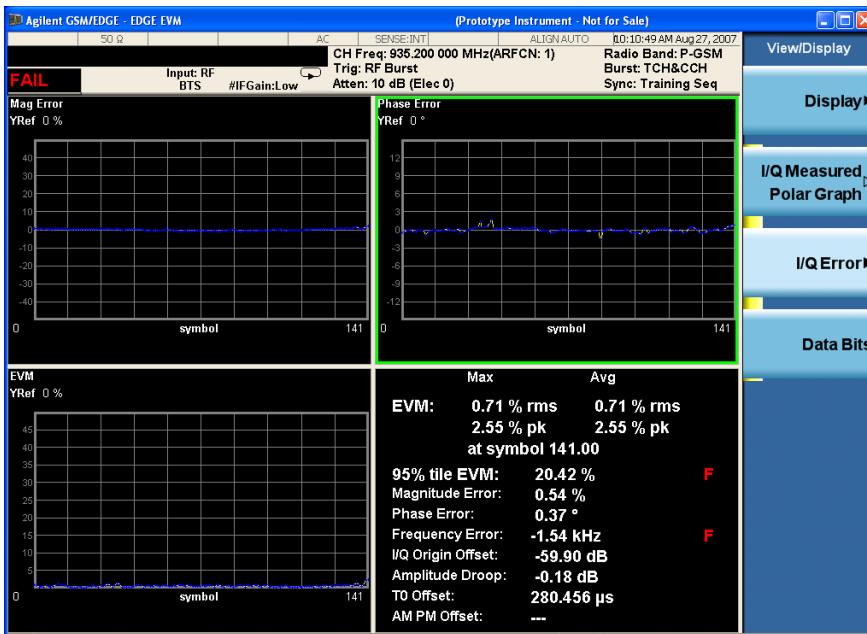 Agilent GSM/EDGE - EDGE EVM (Prototype Instrument - Not for Sale)
50 Ω AC SENSE:INT ALIGN AUTO 10:10:49 AM Aug 27, 2007
CH Freq: 935.200 000 MHz(ARFCN: 1) Radio Band: P-GSM
Trig: RF Burst Burst: TCH&CCH
Atten: 10 dB (Elec 0) Sync: Training Seq
FAIL
Input: RF
BTS #IFGain:Low
Mag Error
YRef 0 %
40
30
20
10
0
-10
-20
-30
-40
0 symbol 141
Phase Error
YRef 0 °
12
9
6
3
0
-3
-6
-9
-12
0 symbol 141
EVM
YRef 0 %
45
40
35
30
25
20
15
10
5
0 symbol 141
Max Avg
EVM: 0.71 % rms 0.71 % rms
2.55 % pk 2.55 % pk
at symbol 141.00
95% tile EVM: 20.42 % F
Magnitude Error: 0.54 %
Phase Error: 0.37 °
Frequency Error: -1.54 kHz F
I/Q Origin Offset: -59.90 dB
Amplitude Droop: -0.18 dB
T0 Offset: 280.456 µs
AM PM Offset: ---
View/Display
Display
I/Q Measured
Polar Graph
I/Q Error
Data Bits